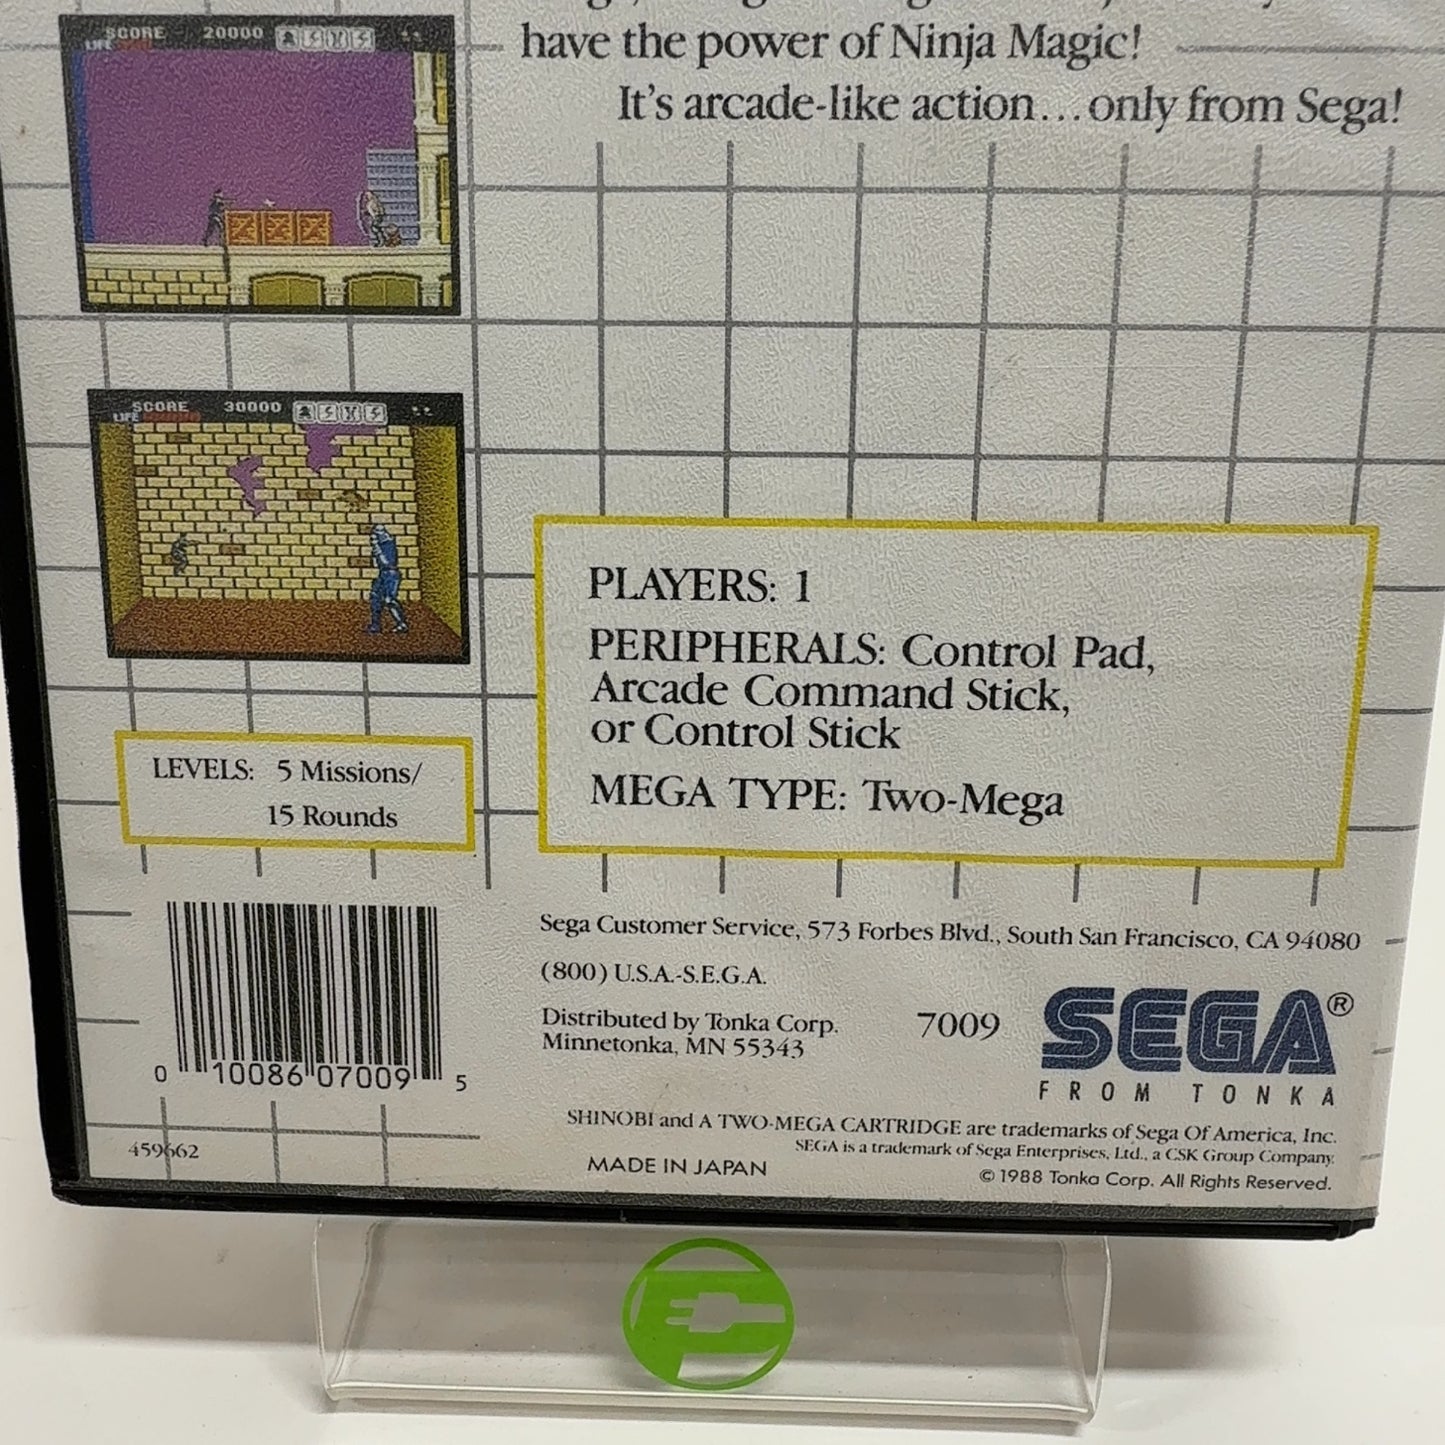 have the power of Ninja Magic!
It's arcade-like action...only from Sega!
SCORE 20000
LIFE
SCORE 30000
LIFE
PLAYERS: 1
PERIPHERALS: Control Pad,
Arcade Command Stick,
or Control Stick
MEGA TYPE: Two-Mega
LEVELS: 5 Missions/
15 Rounds
0 10086 07009 5
459662
Sega Customer Service, 573 Forbes Blvd., South San Francisco, CA 94080
(800) U.S.A.-S.E.G.A.
Distributed by Tonka Corp.
Minnetonka, MN 55343
7009
SEGA®
FROM TONKA
SHINOBI and A TWO-MEGA CARTRIDGE are trademarks of Sega Of America, Inc.
SEGA is a trademark of Sega Enterprises, Ltd., a CSK Group Company.
MADE IN JAPAN
© 1988 Tonka Corp. All Rights Reserved.